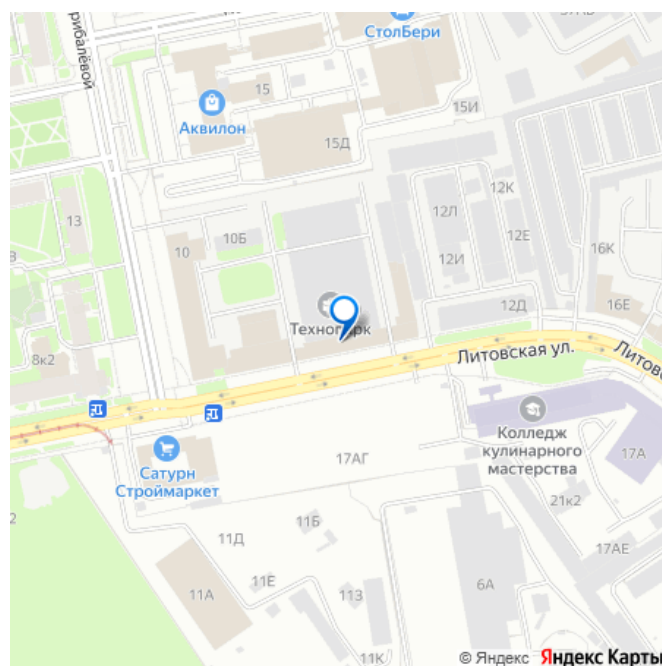 рибалёвой
СтолБери
15
Аквилон
15И
15Д
12К
12Л
13
10Б
12Е
10
12И
16К
Технопарк
12Д
16Е
8к2
Литовская ул.
Литовс
Колледж
кулинарного
мастерства
17А
Сатурн
Строймаркет
17АГ
21к2
11Б
11Д
17АЕ
11Е
6А
11А
113
11К
© Яндекс Яндекс Карты